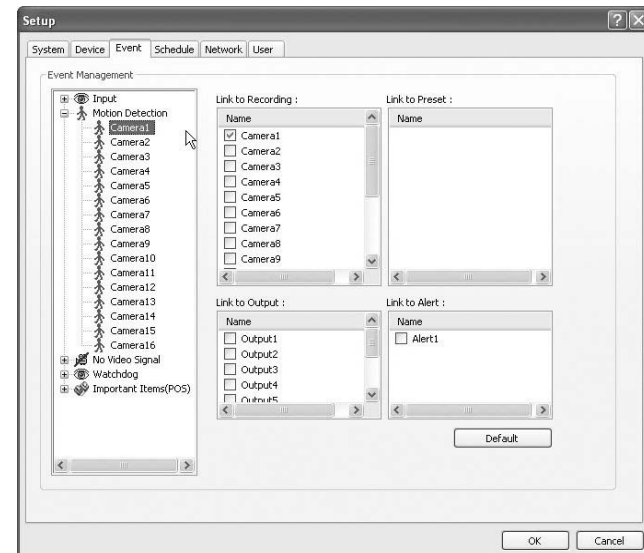 Setup
System Device Event Schedule Network User
Event Management
Input
Motion Detection
Camera1
Camera2
Camera3
Camera4
Camera5
Camera6
Camera7
Camera8
Camera9
Camera10
Camera11
Camera12
Camera13
Camera14
Camera15
Camera16
No Video Signal
Watchdog
Important Items(POS)
Link to Recording :
Name
Camera1
Camera2
Camera3
Camera4
Camera5
Camera6
Camera7
Camera8
Camera9
Link to Preset :
Name
Link to Output :
Name
Output1
Output2
Output3
Output4
Output5
Link to Alert :
Name
Alert1
Default
OK Cancel